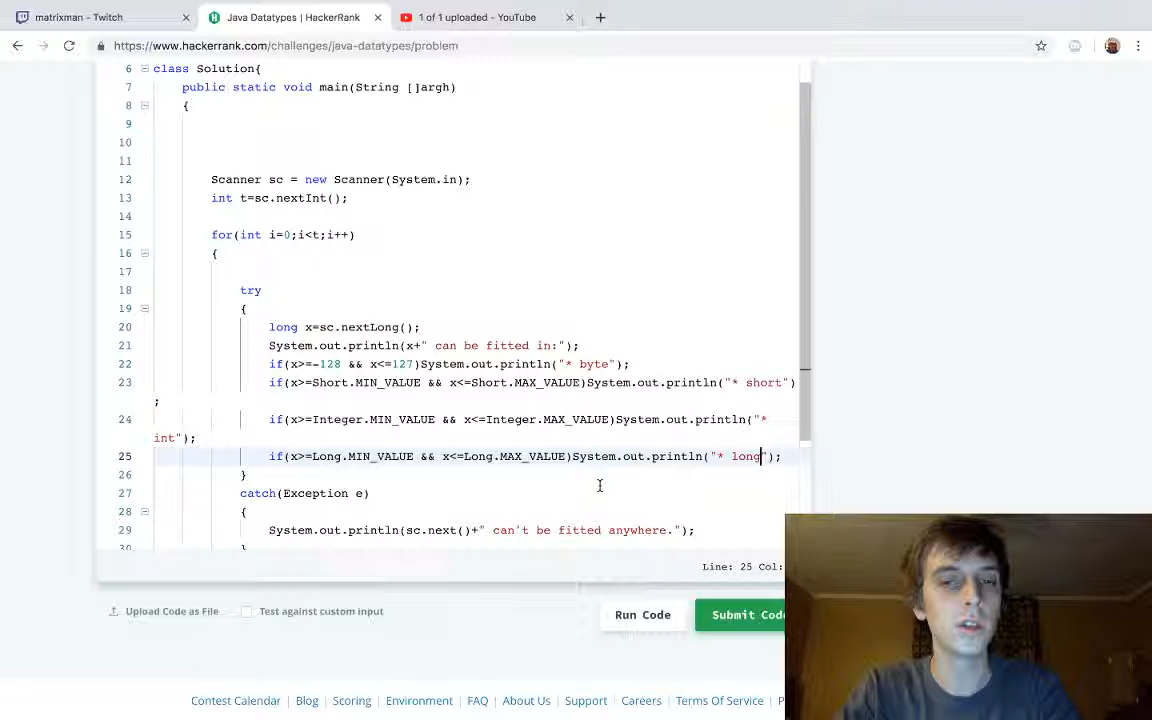 matrixman - Twitch
Java Datatypes | HackerRank
1 of 1 uploaded - YouTube
https://www.hackerrank.com/challenges/java-datatypes/problem
6 class Solution{
7 public static void main(String []argh)
8 {
9
10
11
12 Scanner sc = new Scanner(System.in);
13 int t=sc.nextInt();
14
15 for(int i=0;i<t;i++)
16 {
17
18 try
19 {
20 long x=sc.nextLong();
21 System.out.println(x+" can be fitted in:");
22 if(x>=-128 && x<=127)System.out.println("* byte");
23 if(x>=Short.MIN_VALUE && x<=Short.MAX_VALUE)System.out.println("* short")
;
24 if(x>=Integer.MIN_VALUE && x<=Integer.MAX_VALUE)System.out.println("*
int");
25 if(x>=Long.MIN_VALUE && x<=Long.MAX_VALUE)System.out.println("* long");
26 }
27 catch(Exception e)
28 {
29 System.out.println(sc.next()+" can't be fitted anywhere.");
30 }
Line: 25 Col:
Upload Code as File
Test against custom input
Run Code
Submit Code
Contest Calendar | Blog | Scoring | Environment | FAQ | About Us | Support | Careers | Terms Of Service | P